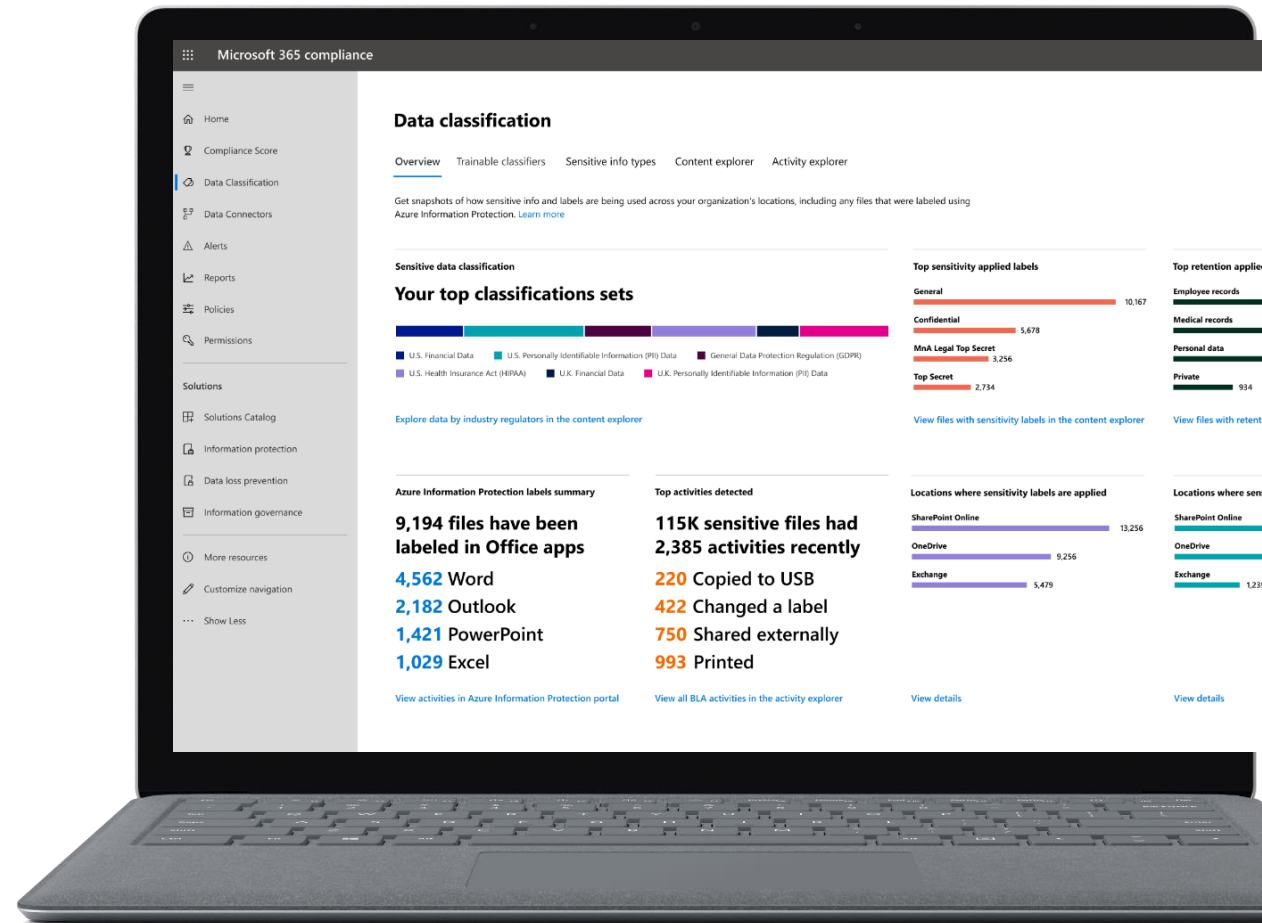 Microsoft 365 compliance
Home
Compliance Score
Data Classification
Data Connectors
Alerts
Reports
Policies
Permissions
Solutions
Solutions Catalog
Information protection
Data loss prevention
Information governance
More resources
Customize navigation
Show Less
Data classification
Overview Trainable classifiers Sensitive info types Content explorer Activity explorer
Get snapshots of how sensitive info and labels are being used across your organization's locations, including any files that were labeled using
Azure Information Protection. Learn more
Sensitive data classification
Your top classifications sets
U.S. Financial Data U.S. Personally Identifiable Information (PII) Data General Data Protection Regulation (GDPR)
U.S. Health Insurance Act (HIPAA) U.K. Financial Data U.K. Personally Identifiable Information (PII) Data
Explore data by industry regulators in the content explorer
Top sensitivity applied labels
General
10,167
Confidential
5,678
MnA Legal Top Secret
3,256
Top Secret
2,734
View files with sensitivity labels in the content explorer
Top retention applie
Employee records
Medical records
Personal data
Private
934
View files with retent
Azure Information Protection labels summary
9,194 files have been
labeled in Office apps
4,562 Word
2,182 Outlook
1,421 PowerPoint
1,029 Excel
View activities in Azure Information Protection portal
Top activities detected
115K sensitive files had
2,385 activities recently
220 Copied to USB
422 Changed a label
750 Shared externally
993 Printed
View all BLA activities in the activity explorer
Locations where sensitivity labels are applied
SharePoint Online
13,256
OneDrive
9,256
Exchange
5,479
View details
Locations where sen
SharePoint Online
OneDrive
Exchange
1,239
View details